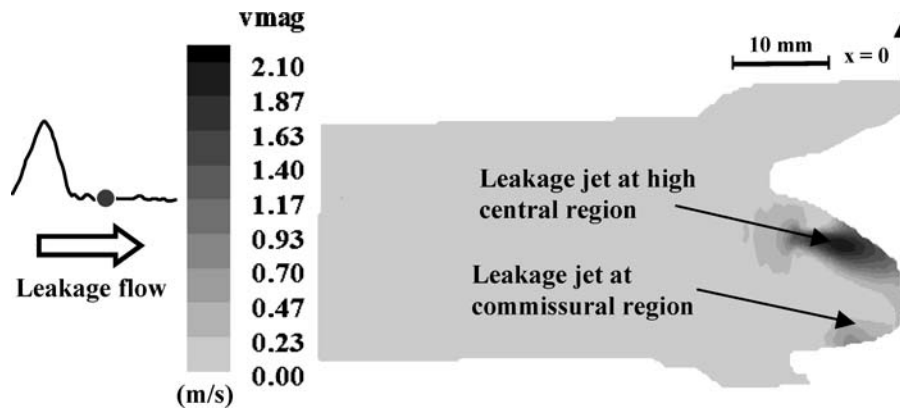 vmag
2.10
1.87
1.63
1.40
1.17
0.93
0.70
0.47
0.23
0.00
(m/s)
Leakage flow
10 mm
x = 0
Leakage jet at high
central region
Leakage jet at
commissural region